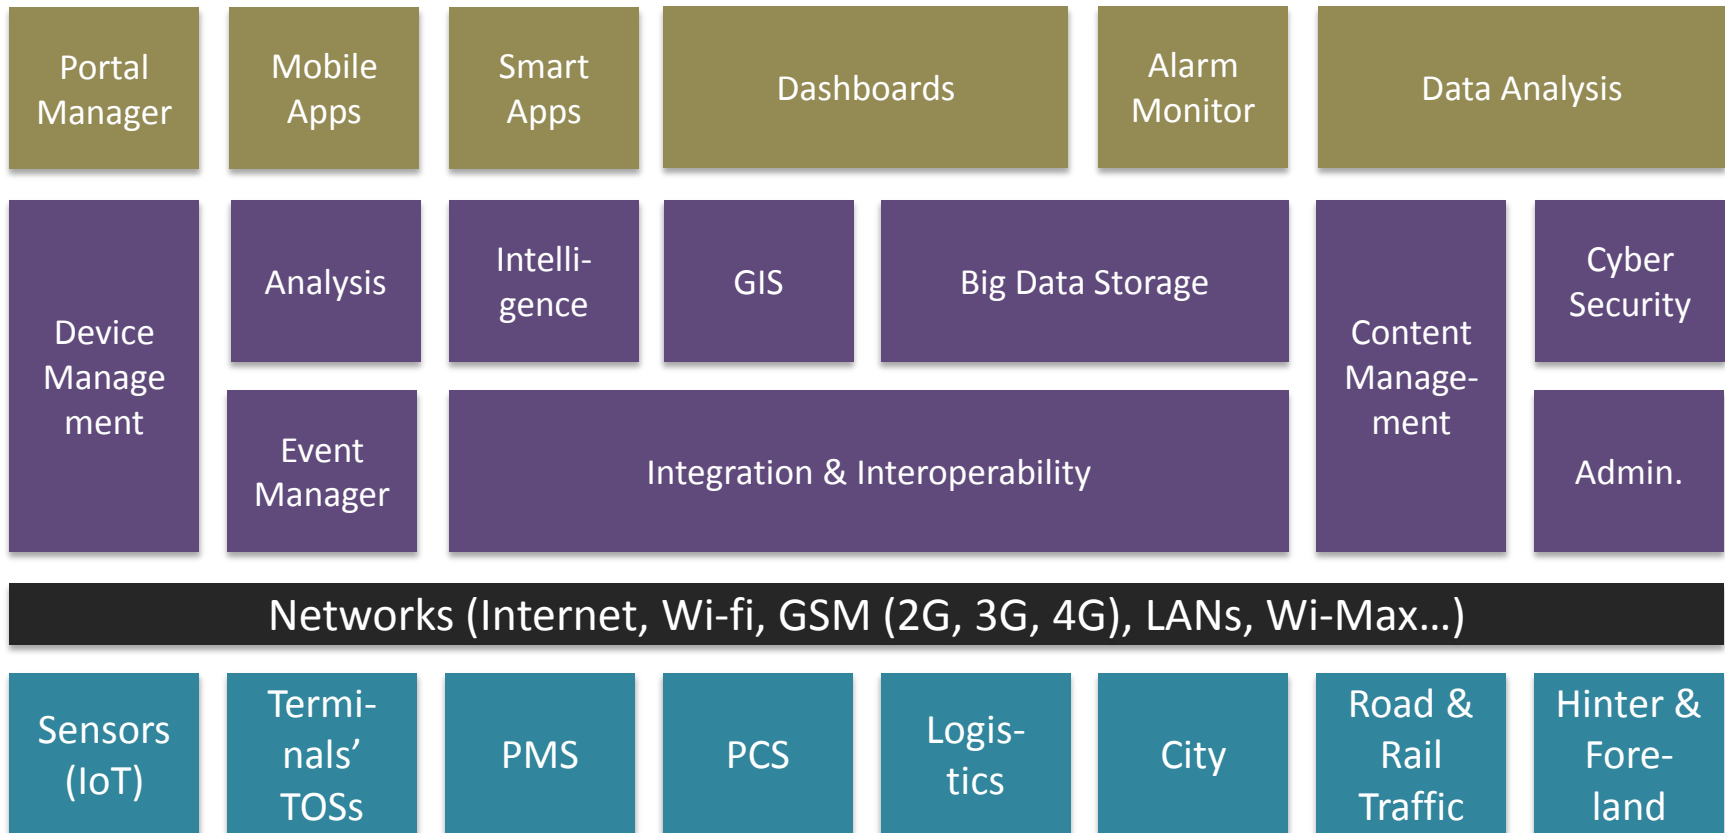 Portal
Manager
Mobile
Apps
Smart
Apps
Dashboards
Alarm
Monitor
Data Analysis
Device
Manage
ment
Analysis
Intelli-
gence
GIS
Big Data Storage
Content
Manage-
ment
Cyber
Security
Event
Manager
Integration & Interoperability
Admin.
Networks (Internet, Wi-fi, GSM (2G, 3G, 4G), LANs, Wi-Max...)
Sensors
(IoT)
Termi-
nals’
TOSs
PMS
PCS
Logis-
tics
City
Road &
Rail
Traffic
Hinter &
Fore-
land